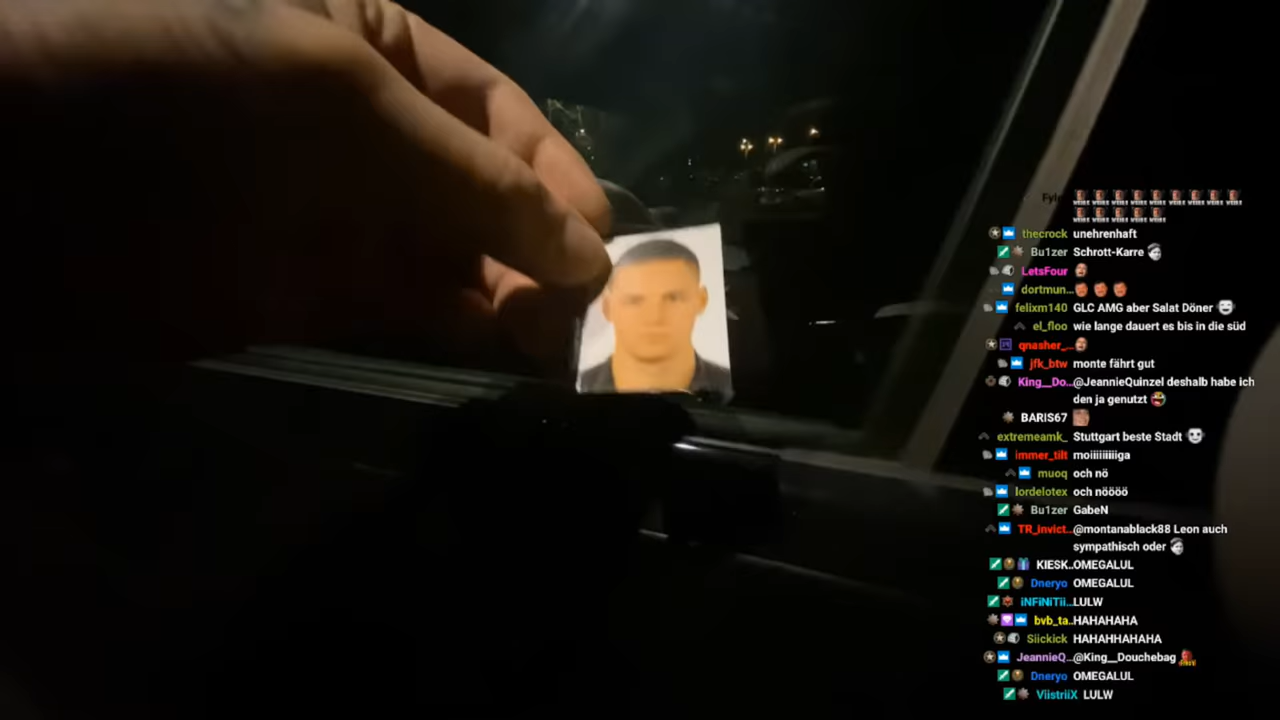 Fyle
thecrock unehrenhaft
Bu1zer Schrott-Karre
LetsFour
dortmun...
felixm140 GLC AMG aber Salat Döner
el_floo wie lange dauert es bis in die süd
qnasher_...
jfk_btw monte fährt gut
King__Do... @JeannieQuinzel deshalb habe ich
den ja genutzt
BARIS67
extremeamk_ Stuttgart beste Stadt
immer_tilt moiiiiiiiiiga
muoq och nö
lordelotex och nöööö
Bu1zer GabeN
TR_invict... @montanablack88 Leon auch
sympathisch oder
KIESK... OMEGALUL
Dneryo OMEGALUL
iNFiNiTii... LULW
bvb_ta... HAHAHAHA
Siickick HAHAHHAHAHA
JeannieQ... @King__Douchebag
Dneryo OMEGALUL
ViistriiX LULW